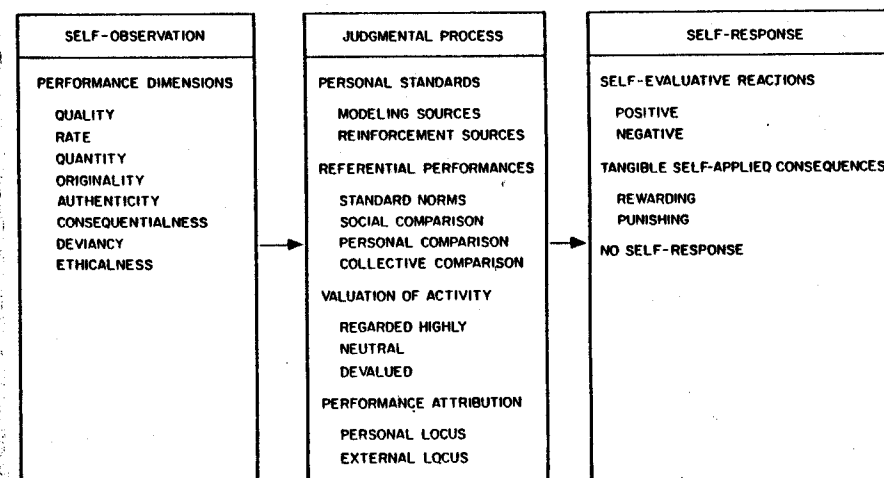 SELF-OBSERVATION
PERFORMANCE DIMENSIONS
QUALITY
RATE
QUANTITY
ORIGINALITY
AUTHENTICITY
CONSEQUENTIALNESS
DEVIANCY
ETHICALNESS
JUDGMENTAL PROCESS
PERSONAL STANDARDS
MODELING SOURCES
REINFORCEMENT SOURCES
REFERENTIAL PERFORMANCES
STANDARD NORMS
SOCIAL COMPARISON
PERSONAL COMPARISON
COLLECTIVE COMPARISON
VALUATION OF ACTIVITY
REGARDED HIGHLY
NEUTRAL
DEVALUED
PERFORMANCE ATTRIBUTION
PERSONAL LOCUS
EXTERNAL LOCUS
SELF-RESPONSE
SELF-EVALUATIVE REACTIONS
POSITIVE
NEGATIVE
TANGIBLE SELF-APPLIED CONSEQUENCES
REWARDING
PUNISHING
NO SELF-RESPONSE